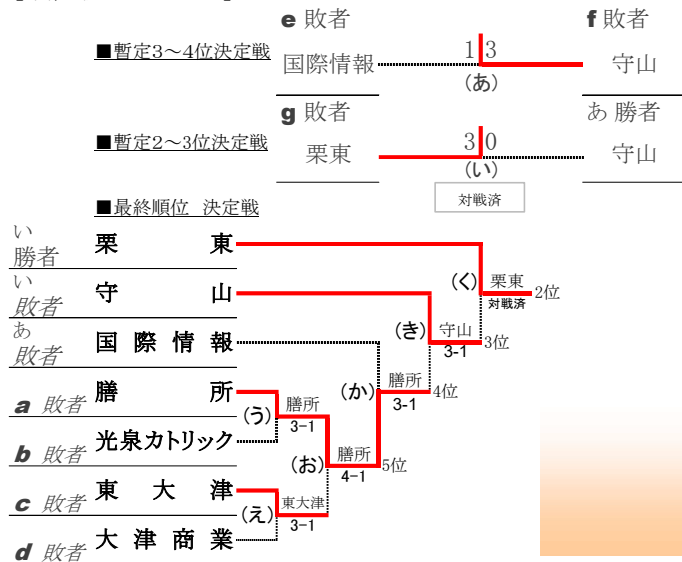 e 敗者 f 敗者
■暫定3～4位決定戦
国際情報 1 3 守山
(あ)
g 敗者 あ 勝者
■暫定2～3位決定戦
栗東 3 0 守山
(い)
対戦済
■最終順位 決定戦
い
勝者 栗東
い
敗者 守山
(く) 栗東 2位
対戦済
あ
敗者 国際情報
(き) 守山 3位
3-1
a 敗者 膳所
(か) 膳所 4位
3-1
(う) 膳所
3-1
b 敗者 光泉カトリック
(お) 膳所 5位
4-1
c 敗者 東大津
(え) 東大津
3-1
d 敗者 大津商業